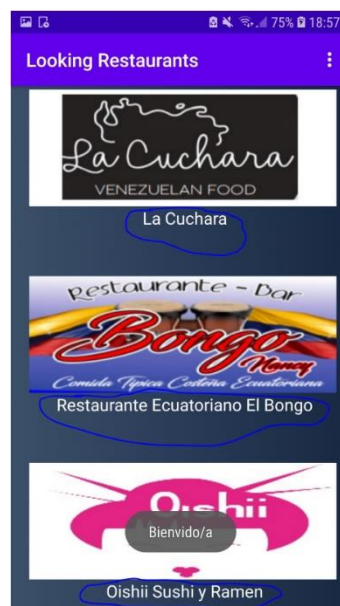 75% 18:57
Looking Restaurants
La Cuchara
VENEZUELAN FOOD
La Cuchara
Restaurante - Bar
Bongo
Nancy
Comida Típica Costeña Ecuatoriana
Restaurante Ecuatoriano El Bongo
Oishii
Bienvido/a
Oishii Sushi y Ramen